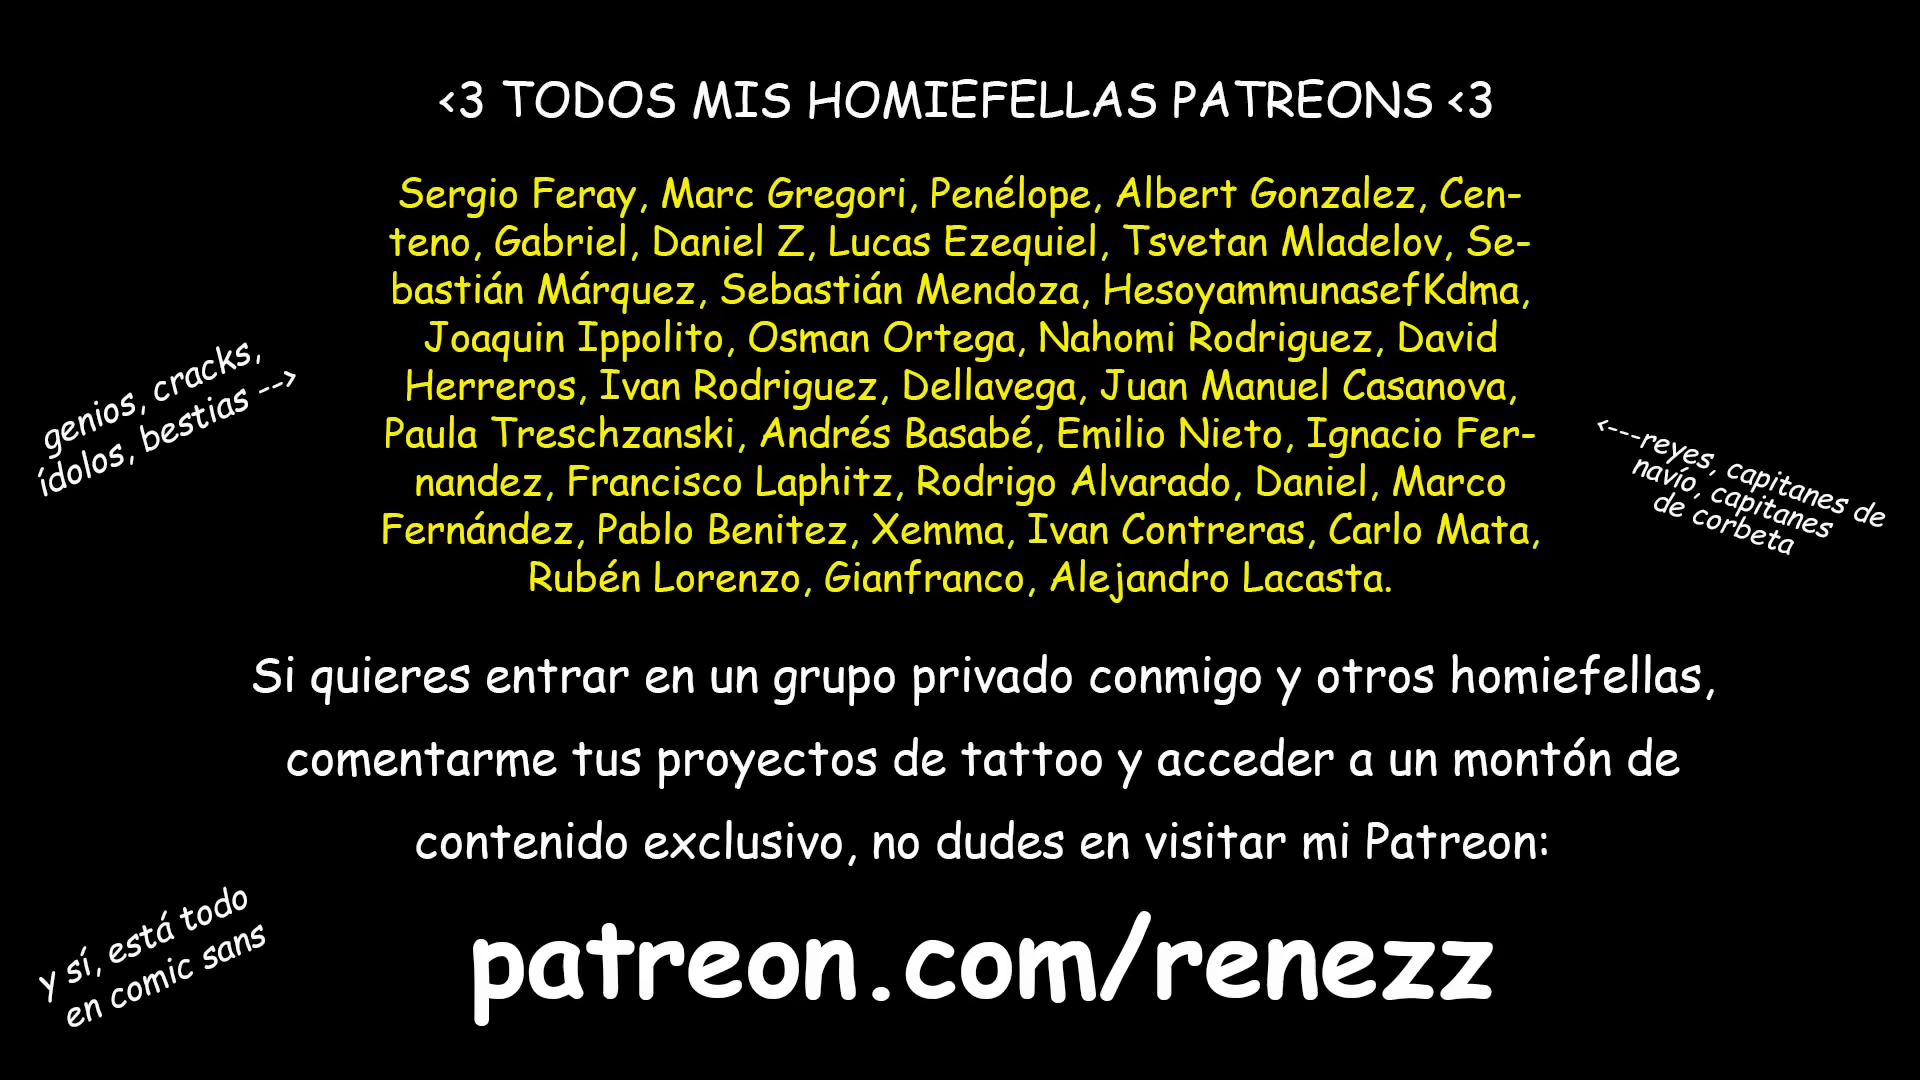 <3 TODOS MIS HOMIEFELLAS PATREONS <3
Sergio Feray, Marc Gregori, Penélope, Albert Gonzalez, Cen-
teno, Gabriel, Daniel Z, Lucas Ezequiel, Tsvetan Mladelov, Se-
bastián Márquez, Sebastián Mendoza, HesoyammunasefKdma,
Joaquin Ippolito, Osman Ortega, Nahomi Rodriguez, David
Herreros, Ivan Rodriguez, Dellavega, Juan Manuel Casanova,
Paula Treschzanski, Andrés Basabé, Emilio Nieto, Ignacio Fer-
nandez, Francisco Laphitz, Rodrigo Alvarado, Daniel, Marco
Fernández, Pablo Benitez, Xemma, Ivan Contreras, Carlo Mata,
Rubén Lorenzo, Gianfranco, Alejandro Lacasta.
genios, cracks,
ídolos, bestias -->
<---reyes, capitanes de
navío, capitanes
de corbeta
Si quieres entrar en un grupo privado conmigo y otros homiefellas,
comentarme tus proyectos de tattoo y acceder a un montón de
contenido exclusivo, no dudes en visitar mi Patreon:
y sí, está todo
en comic sans
patreon.com/renezz